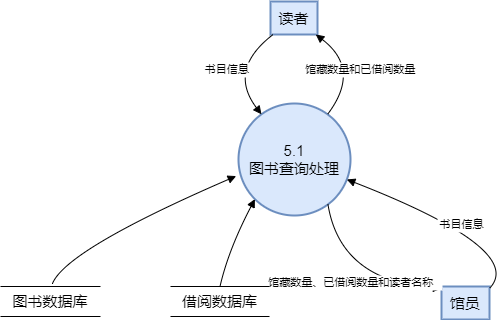 读者
书目信息
馆藏数量和已借阅数量
5.1
图书查询处理
书目信息
馆藏数量、已借阅数量和读者名称
图书数据库
借阅数据库
馆员